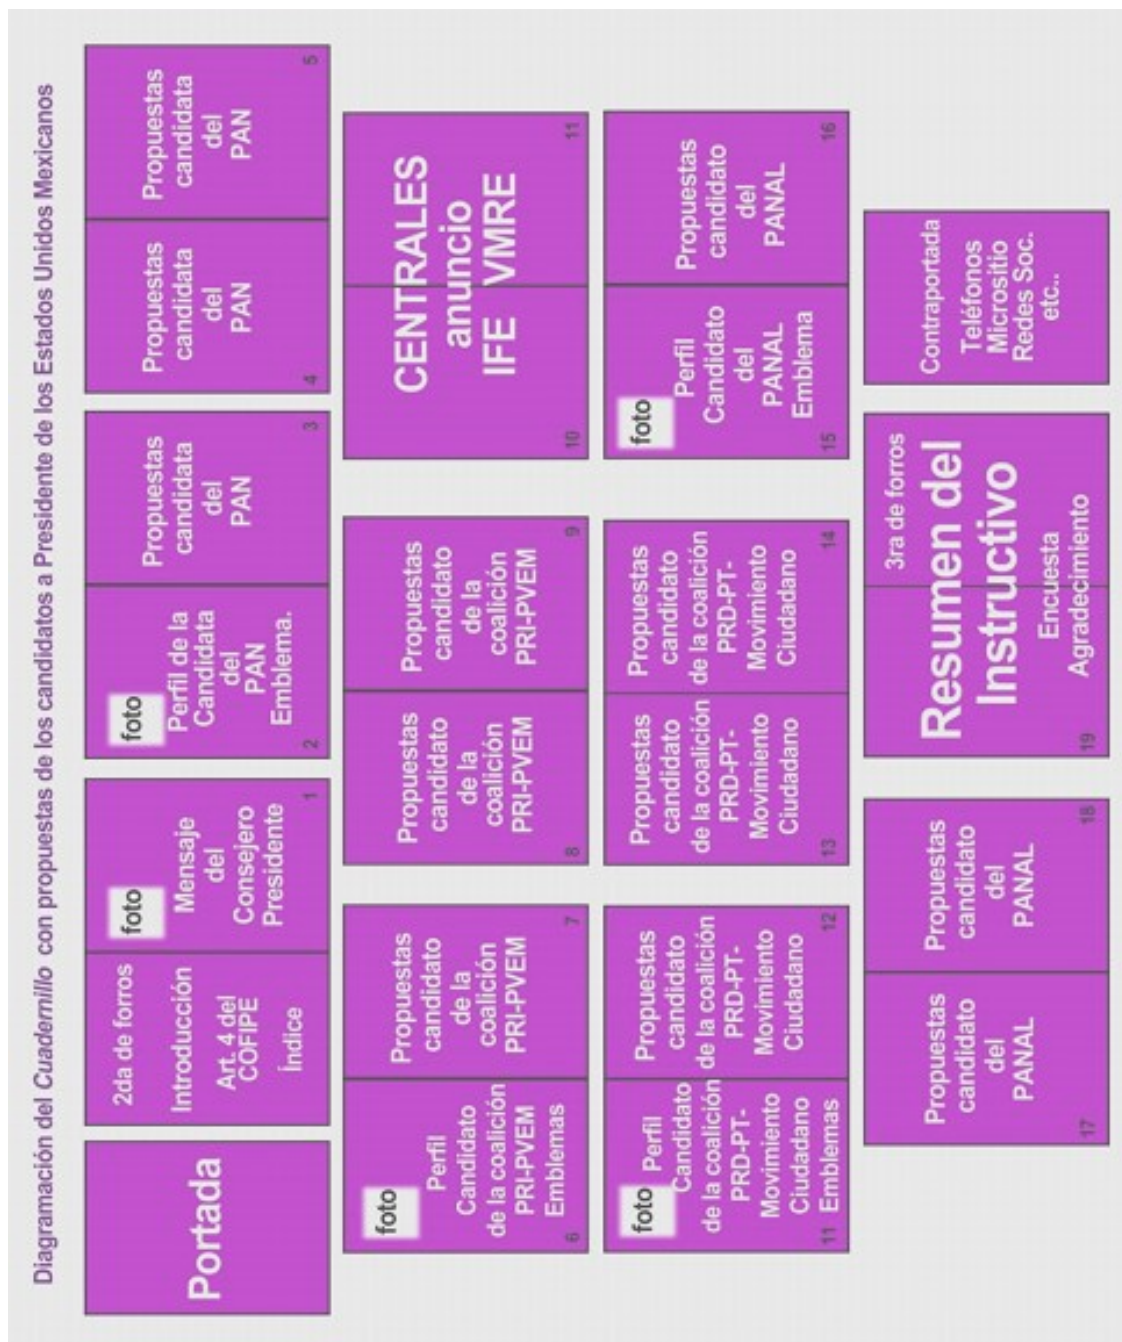 Diagramación del Cuadernillo con propuestas de los candidatos a Presidente de los Estados Unidos Mexicanos
Portada
2da de forros
Introducción
Art. 4 del
COFIPE
Índice
foto
Mensaje
del
Consejero
Presidente
1
foto
Perfil de la
Candidata
del
PAN
Emblema.
2
Propuestas
candidata
del
PAN
3
Propuestas
candidata
del
PAN
4
Propuestas
candidata
del
PAN
5
foto
Perfil
Candidato
de la coalición
PRI-PVEM
Emblemas
6
Propuestas
candidato
de la
coalición
PRI-PVEM
7
Propuestas
candidato
de la
coalición
PRI-PVEM
8
Propuestas
candidato
de la
coalición
PRI-PVEM
9
CENTRALES
anuncio
IFE VMRE
10
11
foto
Perfil
Candidato
de la coalición
PRD-PT-
Movimiento
Ciudadano
Emblemas
11
Propuestas
candidato
de la coalición
PRD-PT-
Movimiento
Ciudadano
12
Propuestas
candidato
de la coalición
PRD-PT-
Movimiento
Ciudadano
13
Propuestas
candidato
de la coalición
PRD-PT-
Movimiento
Ciudadano
14
foto
Perfil
Candidato
del
PANAL
Emblema
15
Propuestas
candidato
del
PANAL
16
Propuestas
candidato
del
PANAL
17
Propuestas
candidato
del
PANAL
18
3ra de forros
Resumen del
Instructivo
Encuesta
Agradecimiento
19
Contraportada
Teléfonos
Micrositio
Redes Soc.
etc..